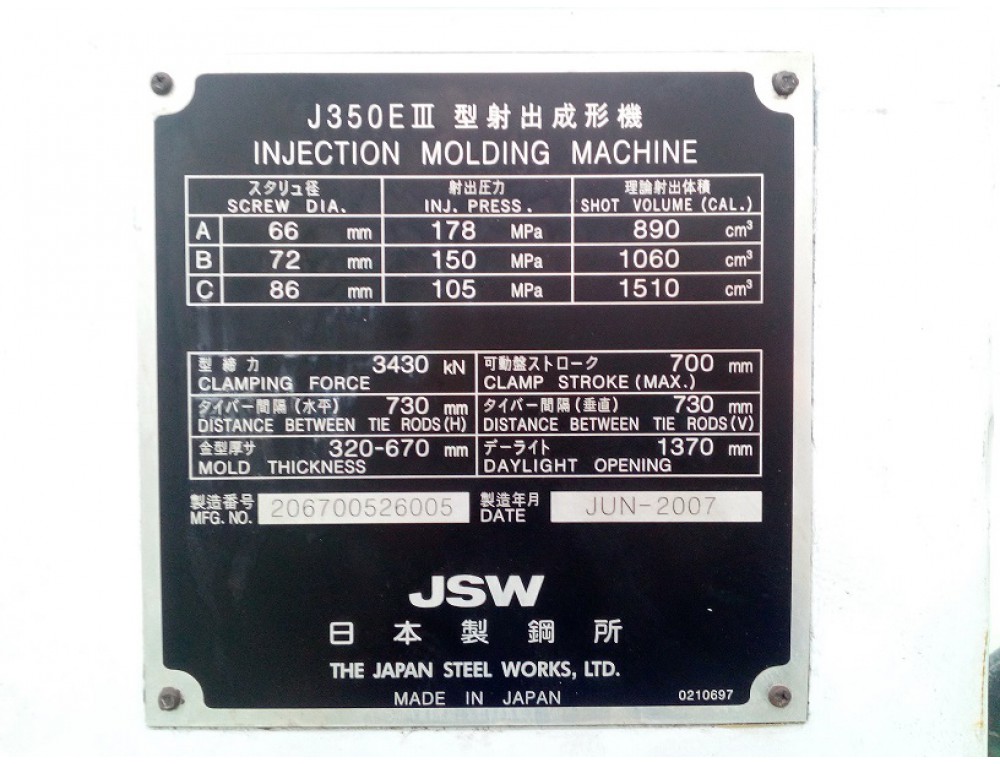 J350EⅢ 型射出成形機
INJECTION MOLDING MACHINE
スタリュ径 射出圧力 理論射出体積
SCREW DIA. INJ. PRESS. SHOT VOLUME (CAL.)
A 66 mm 178 MPa 890 cm³
B 72 mm 150 MPa 1060 cm³
C 86 mm 105 MPa 1510 cm³
型締力 3430 kN 可動盤ストローク 700 mm
CLAMPING FORCE CLAMP STROKE (MAX.)
タイバー間隔(水平) 730 mm タイバー間隔(垂直) 730 mm
DISTANCE BETWEEN TIE RODS(H) DISTANCE BETWEEN TIE RODS(V)
金型厚サ 320-670 mm デーライト 1370 mm
MOLD THICKNESS DAYLIGHT OPENING
製造番号 206700526005 製造年月 JUN-2007
MFG. NO. DATE
JSW
日本製鋼所
THE JAPAN STEEL WORKS, LTD.
MADE IN JAPAN 0210697